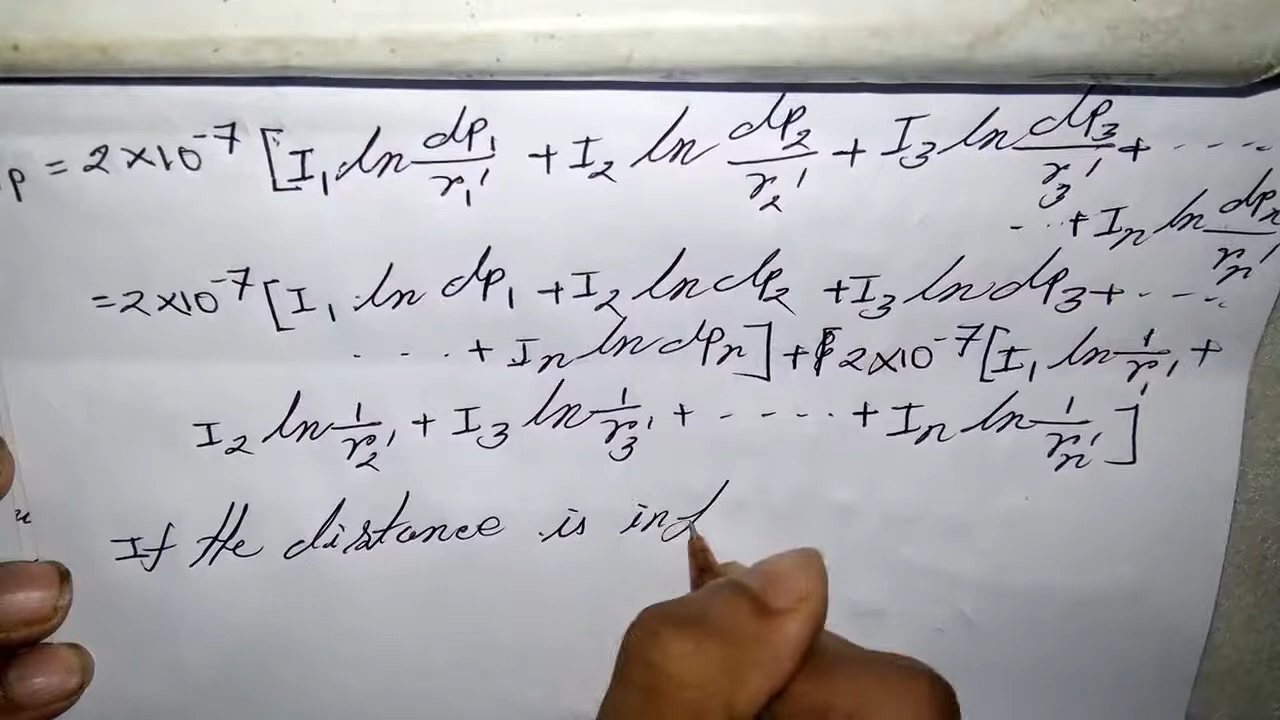 p = 2×10⁻⁷ [I₁ ln dp₁/r₁' + I₂ ln dp₂/r₂' + I₃ ln dp₃/r₃' + ----
- .. + Iₙ ln dpₙ/rₙ'
= 2×10⁻⁷ [I₁ ln dp₁ + I₂ ln dp₂ + I₃ ln dp₃ + - -- ..
. - - . + Iₙ ln dpₙ] + 2×10⁻⁷ [I₁ ln 1/r₁' +
I₂ ln 1/r₂' + I₃ ln 1/r₃' + - - - - .. + Iₙ ln 1/rₙ']
If the distance is inf